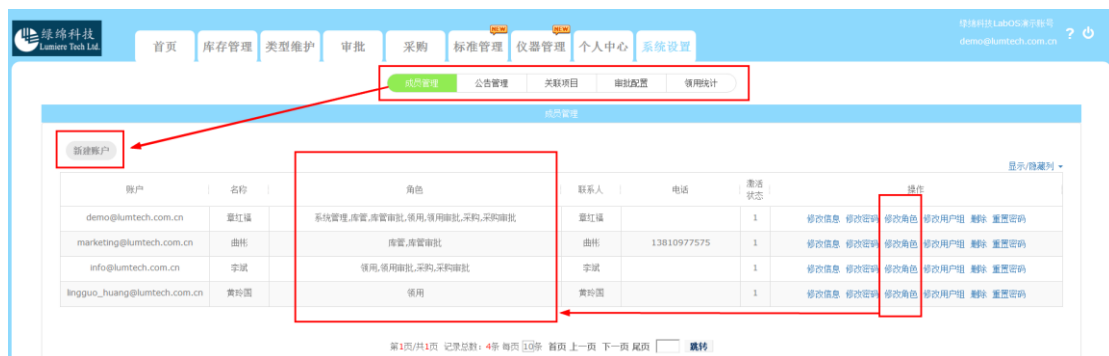 绿绵科技LabOS演示账号
绿绵科技
Lumiere Tech Ltd.
NEW NEW
首页 库存管理 类型维护 审批 采购 标准管理 仪器管理 个人中心 系统设置
demo@lumtech.com.cn ?
成员管理 公告管理 关联项目 审批配置 领用统计
成员管理
新建账户
显示/隐藏列
账户 名称 角色 联系人 电话 激活状态 操作
demo@lumtech.com.cn 章红福 系统管理,库管,库管审批,领用,领用审批,采购,采购审批 章红福 1 修改信息 修改密码 修改角色 修改用户组 删除 重置密码
marketing@lumtech.com.cn 曲彬 库管,库管审批 曲彬 13810977575 1 修改信息 修改密码 修改角色 修改用户组 删除 重置密码
info@lumtech.com.cn 李斌 领用,领用审批,采购,采购审批 李斌 1 修改信息 修改密码 修改角色 修改用户组 删除 重置密码
lingguo_huang@lumtech.com.cn 黄玲国 领用 黄玲国 1 修改信息 修改密码 修改角色 修改用户组 删除 重置密码
第1页/共1页 记录总数: 4条 每页 10条 首页 上一页 下一页 尾页 跳转